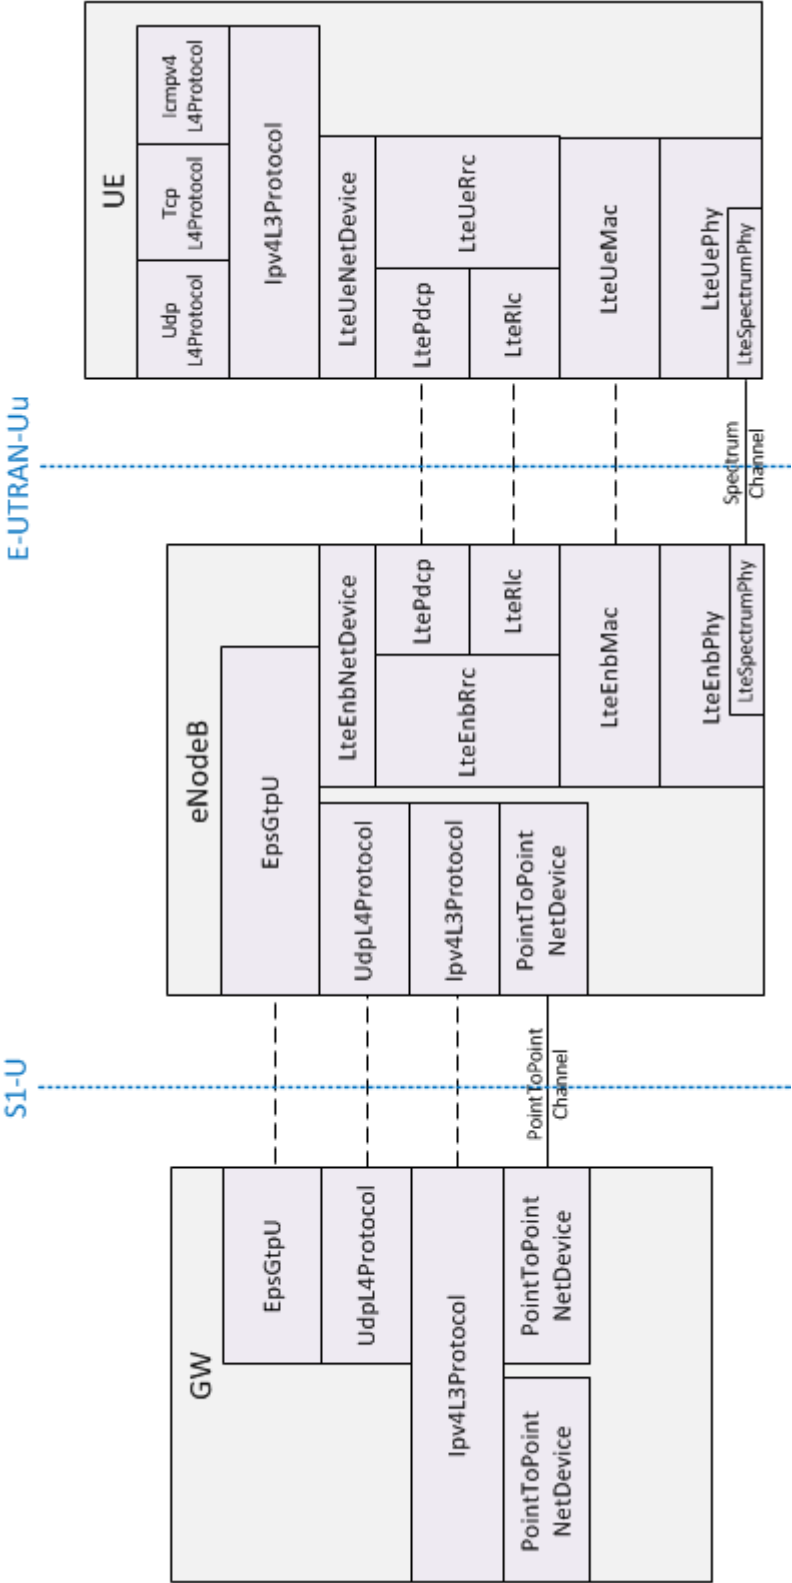 S1-U
E-UTRAN-Uu
GW
EpsGtpU
UdpL4Protocol
Ipv4L3Protocol
PointToPoint
NetDevice
PointToPoint
NetDevice
PointToPoint
Channel
eNodeB
EpsGtpU
UdpL4Protocol
Ipv4L3Protocol
PointToPoint
NetDevice
LteEnbNetDevice
LteEnbRrc
LtePdcp
LteRlc
LteEnbMac
LteEnbPhy
LteSpectrumPhy
Spectrum
Channel
UE
Udp
L4Protocol
Tcp
L4Protocol
Icmpv4
L4Protocol
Ipv4L3Protocol
LteUeNetDevice
LtePdcp
LteRlc
LteUeRrc
LteUeMac
LteUePhy
LteSpectrumPhy